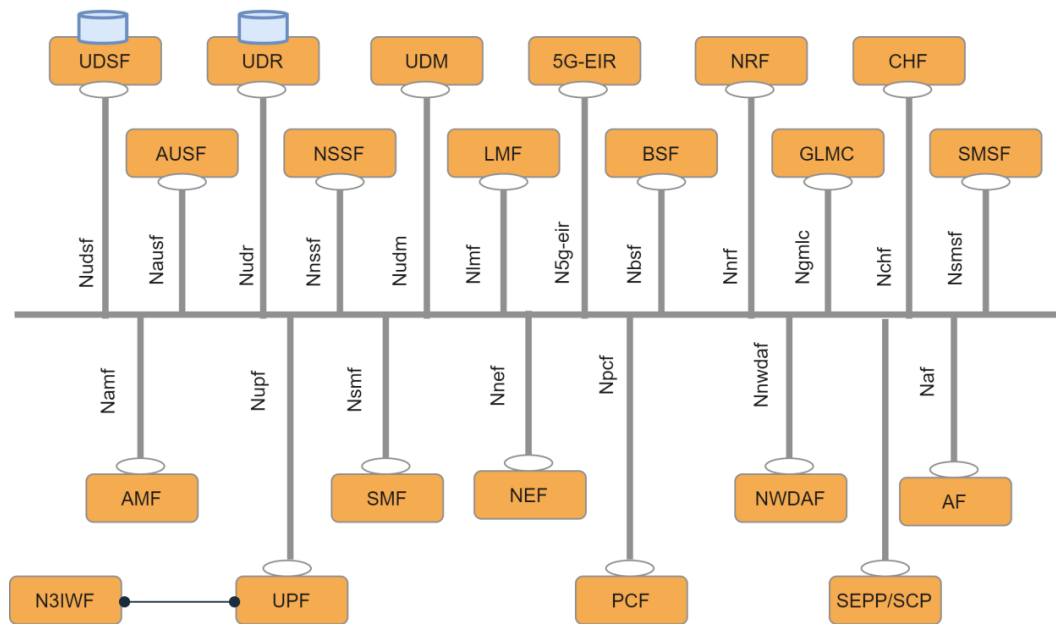 UDSF
UDR
UDM
5G-EIR
NRF
CHF
AUSF
NSSF
LMF
BSF
GLMC
SMSF
Nudsf
Nausf
Nudr
Nnssf
Nudm
Nlmf
N5g-eir
Nbsf
Nnrf
Ngmlc
Nchf
Nsmsf
Namf
Nupf
Nsmf
Nnef
Npcf
Nnwdaf
Naf
AMF
SMF
NEF
NWDAF
AF
N3IWF
UPF
PCF
SEPP/SCP